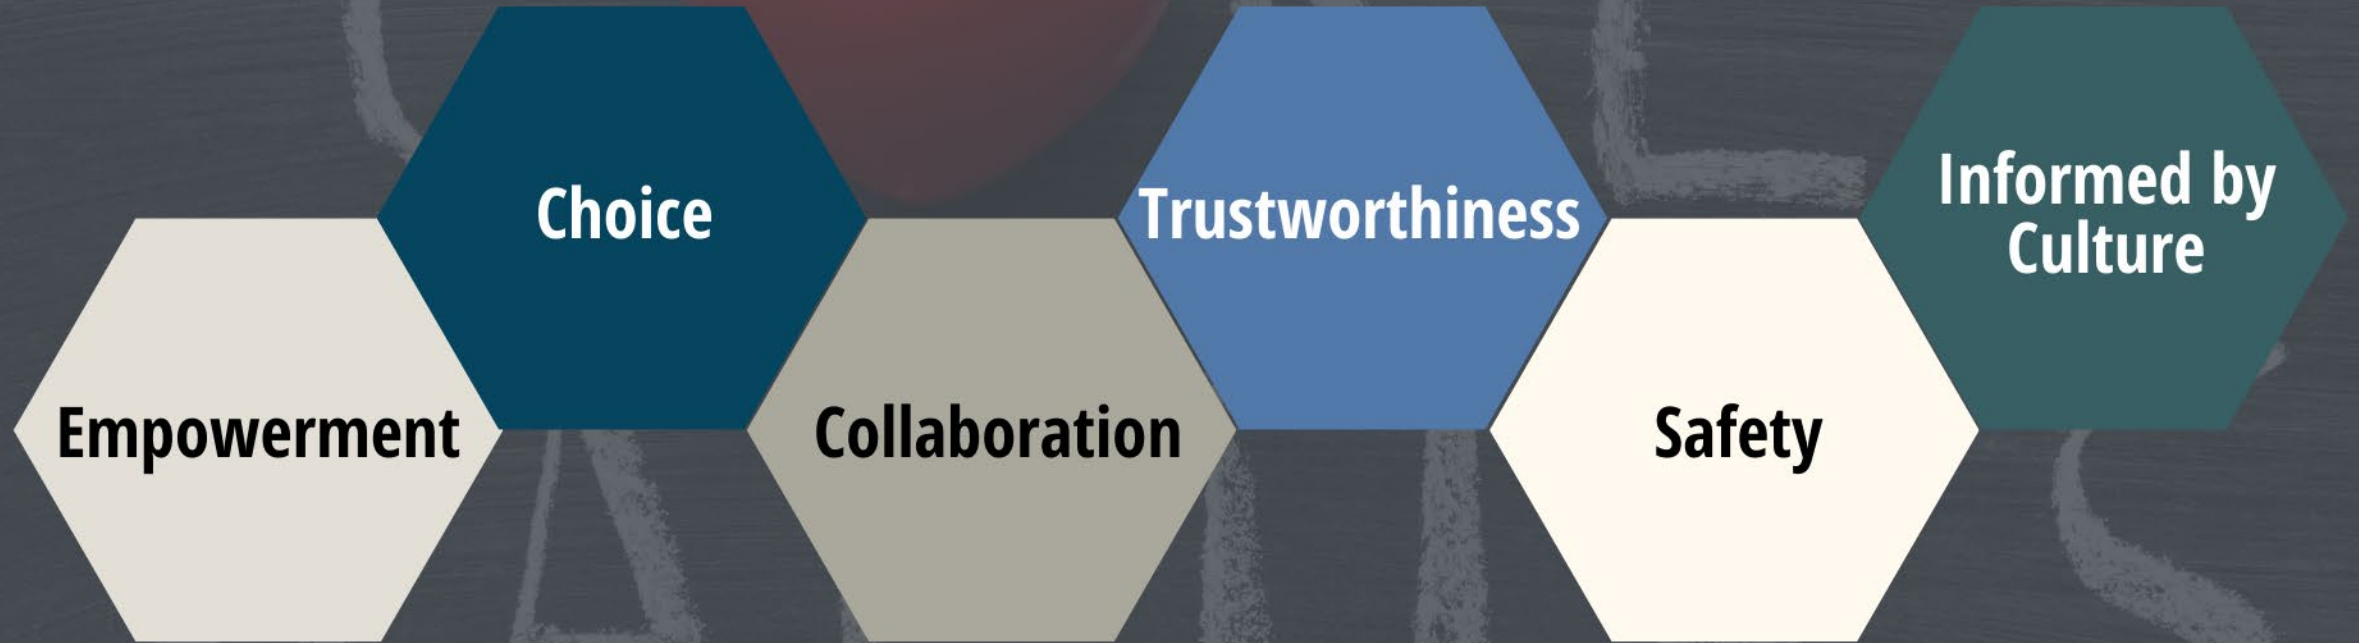 Empowerment
Choice
Collaboration
Trustworthiness
Safety
Informed by
Culture